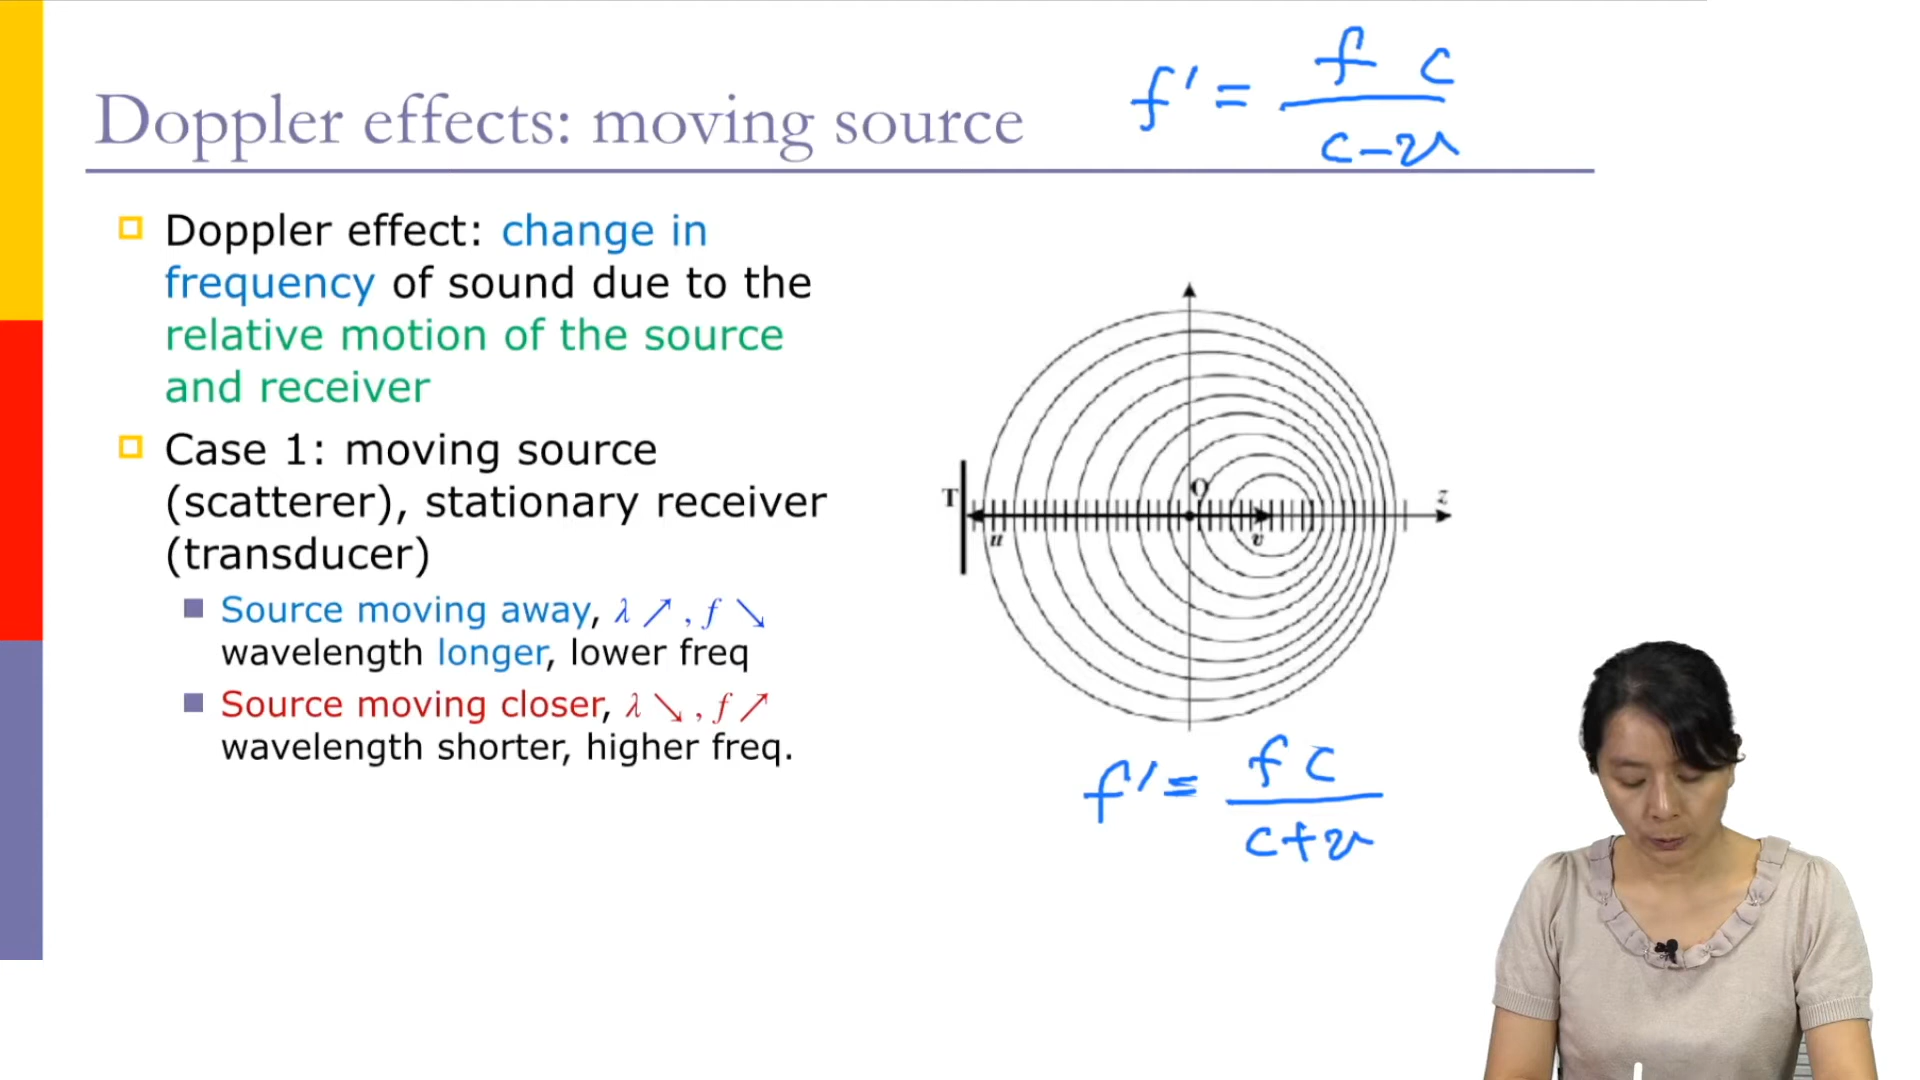 f' = f c / c - v
Doppler effects: moving source
Doppler effect: change in
frequency of sound due to the
relative motion of the source
and receiver
Case 1: moving source
(scatterer), stationary receiver
(transducer)
Source moving away, λ ↗ , f ↘
wavelength longer, lower freq
Source moving closer, λ ↘ , f ↗
wavelength shorter, higher freq.
T
O
z
u
v
f' = f c / c + v